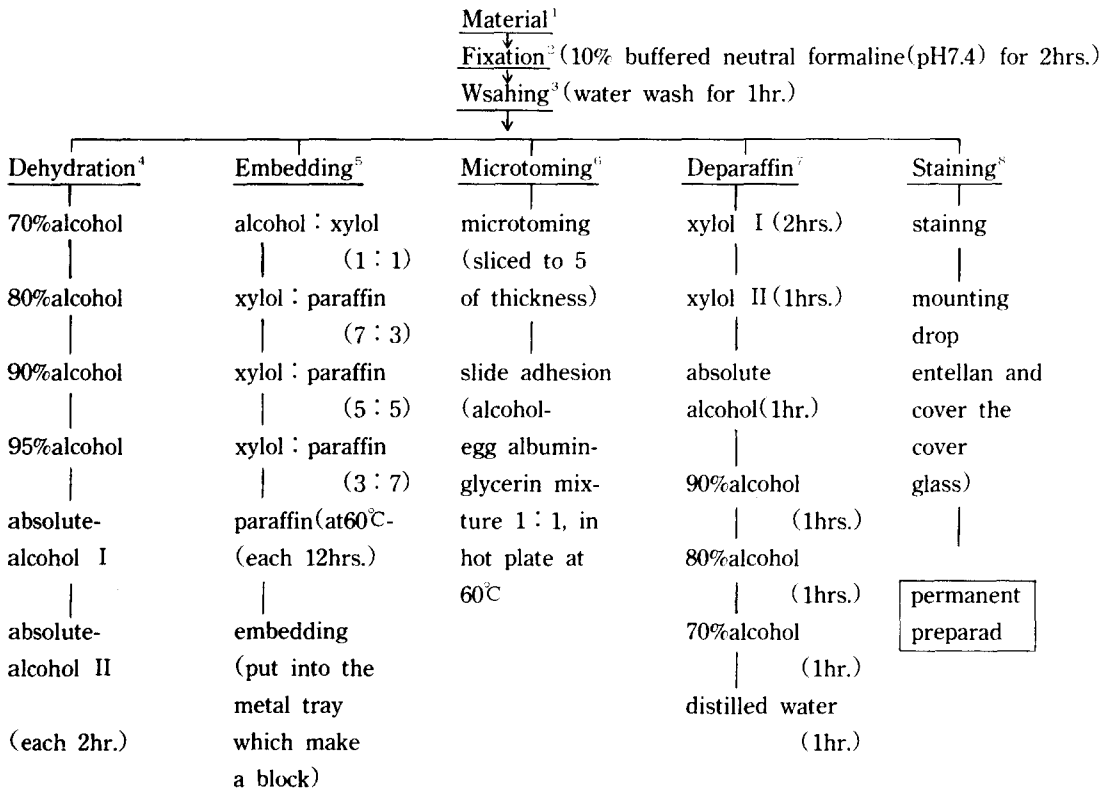 Material¹
Fixation² (10% buffered neutral formaline(pH7.4) for 2hrs.)
Wsahing³ (water wash for 1hr.)
Dehydration⁴
70%alcohol
80%alcohol
90%alcohol
95%alcohol
absolute-
alcohol I
absolute-
alcohol II
(each 2hr.)
Embedding⁵
alcohol : xylol
(1 : 1)
xylol : paraffin
(7 : 3)
xylol : paraffin
(5 : 5)
xylol : paraffin
(3 : 7)
paraffin(at60℃-
(each 12hrs.)
embedding
(put into the
metal tray
which make
a block)
Microtoming⁶
microtoming
(sliced to 5
of thickness)
slide adhesion
(alcohol-
egg albumin-
glycerin mix-
ture 1 : 1, in
hot plate at
60℃
Deparaffin⁷
xylol I (2hrs.)
xylol II (1hrs.)
absolute
alcohol(1hr.)
90%alcohol
(1hrs.)
80%alcohol
(1hrs.)
70%alcohol
(1hr.)
distilled water
(1hr.)
Staining⁸
stainng
mounting
drop
entellan and
cover the
cover
glass)
permanent
preparad